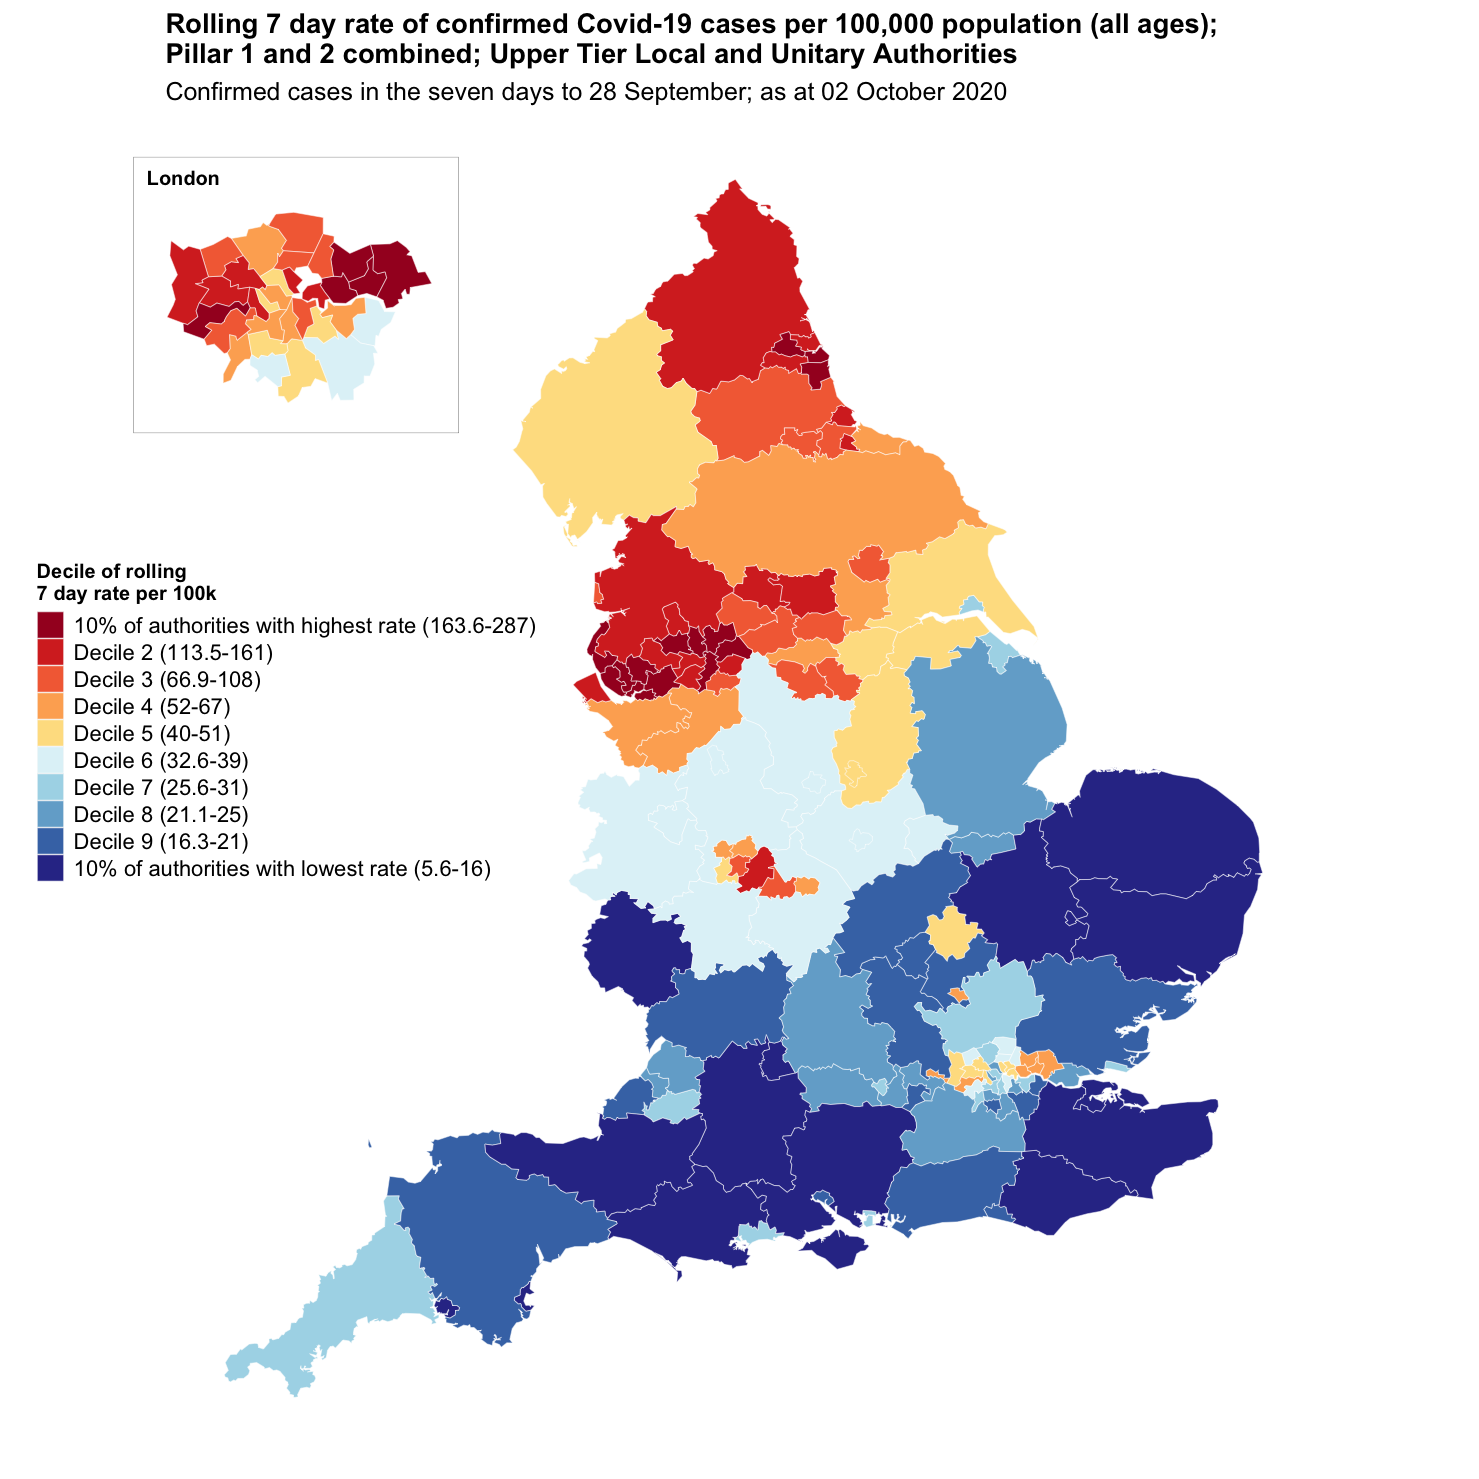 Rolling 7 day rate of confirmed Covid-19 cases per 100,000 population (all ages);
Pillar 1 and 2 combined; Upper Tier Local and Unitary Authorities
Confirmed cases in the seven days to 28 September; as at 02 October 2020
London
Decile of rolling
7 day rate per 100k
10% of authorities with highest rate (163.6-287)
Decile 2 (113.5-161)
Decile 3 (66.9-108)
Decile 4 (52-67)
Decile 5 (40-51)
Decile 6 (32.6-39)
Decile 7 (25.6-31)
Decile 8 (21.1-25)
Decile 9 (16.3-21)
10% of authorities with lowest rate (5.6-16)